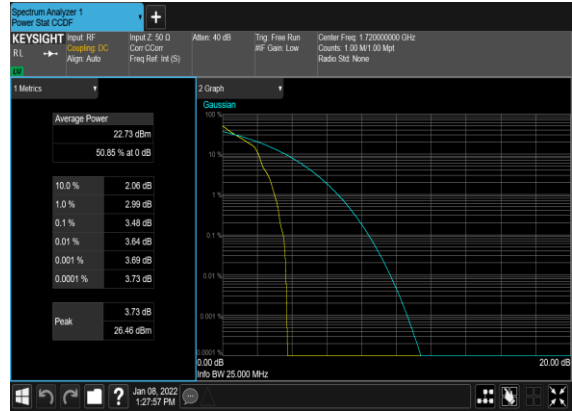 Spectrum Analyzer 1
Power Stat CCDF
+
KEYSIGHT
RL
Input: RF
Coupling: DC
Align: Auto
Input Z: 50 Ω
Corr CCorr
Freq Ref: Int (S)
Atten: 40 dB
Trig: Free Run
#IF Gain: Low
Center Freq: 1.720000000 GHz
Counts: 1.00 M/1.00 Mpt
Radio Std: None
1 Metrics
Average Power
22.73 dBm
50.85 % at 0 dB
10.0 % 2.06 dB
1.0 % 2.99 dB
0.1 % 3.48 dB
0.01 % 3.64 dB
0.001 % 3.69 dB
0.0001 % 3.73 dB
Peak
3.73 dB
26.46 dBm
2 Graph
Gaussian
100 %
10 %
1 %
0.1 %
0.01 %
0.001 %
0.0001 %
0.00 dB 20.00 dB
Info BW 25.000 MHz
?
Jan 08, 2022
1:27:57 PM